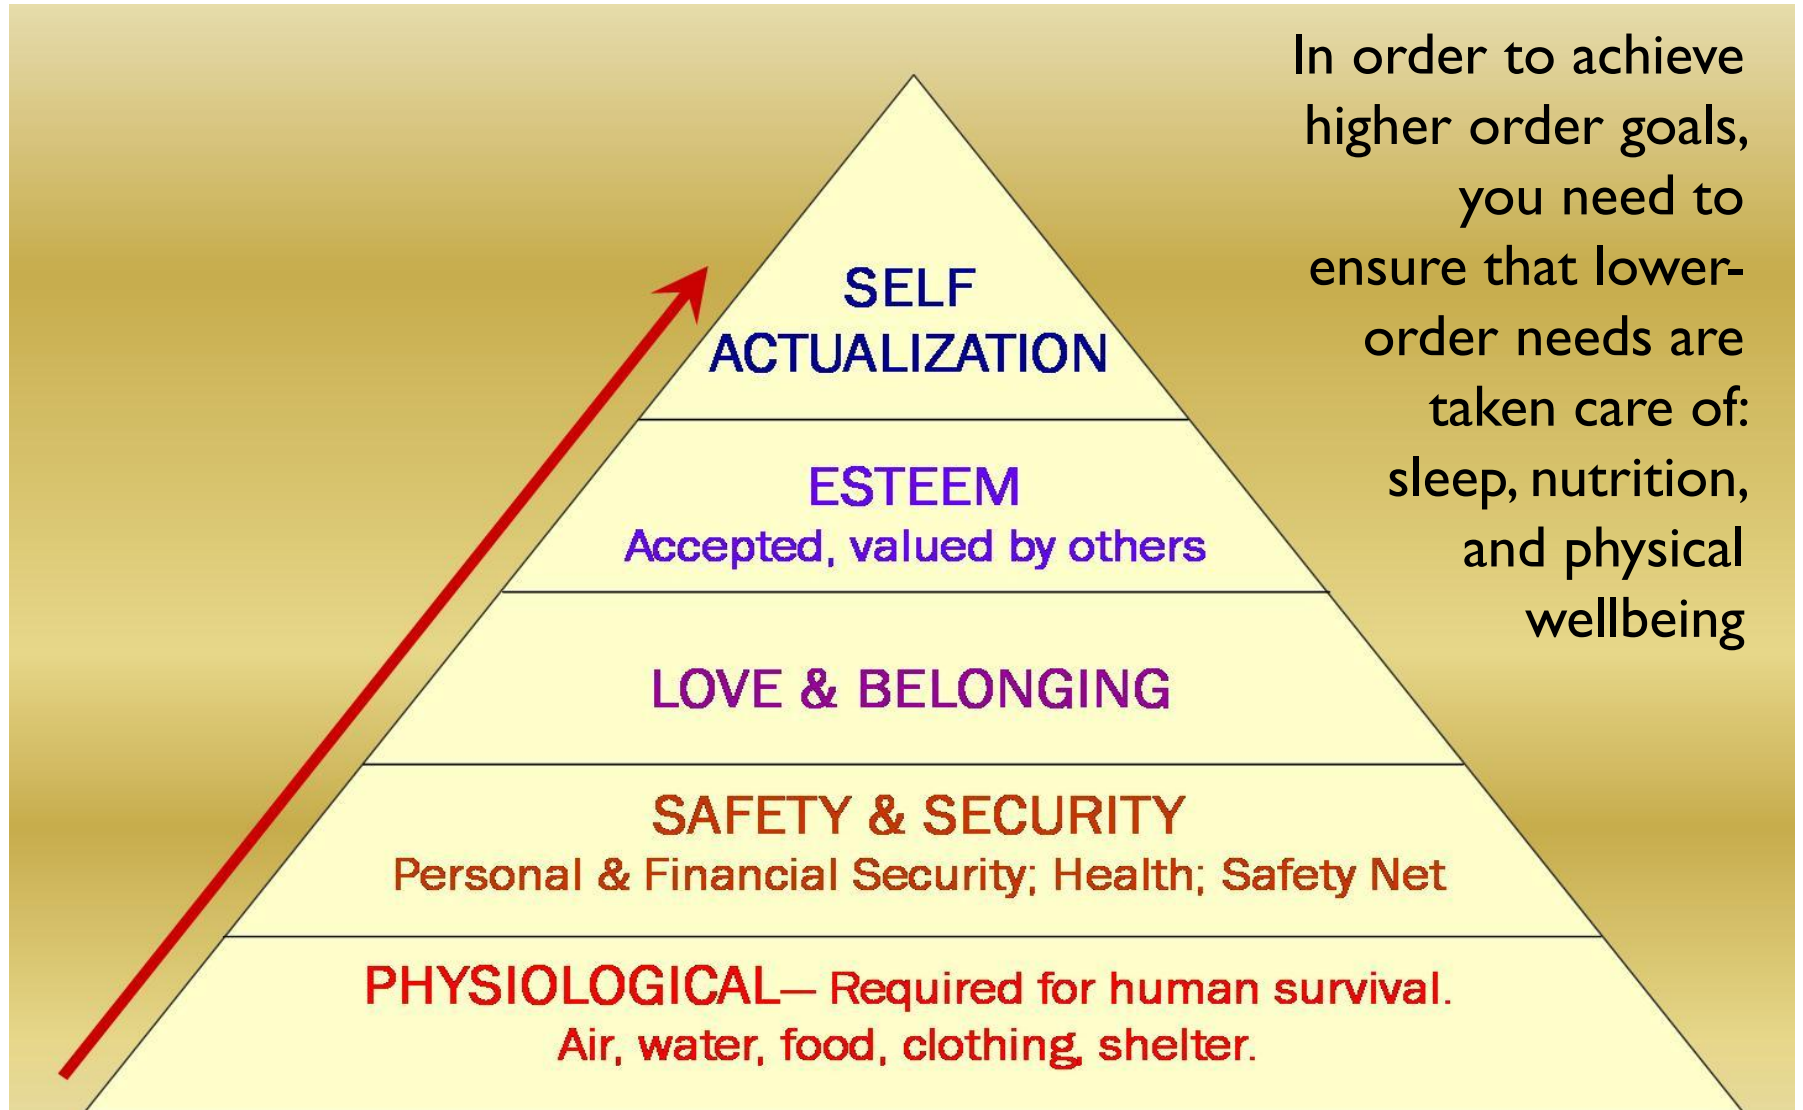 In order to achieve
higher order goals,
you need to
ensure that lower-
order needs are
taken care of:
sleep, nutrition,
and physical
wellbeing
SELF
ACTUALIZATION
ESTEEM
Accepted, valued by others
LOVE & BELONGING
SAFETY & SECURITY
Personal & Financial Security; Health; Safety Net
PHYSIOLOGICAL— Required for human survival.
Air, water, food, clothing, shelter.